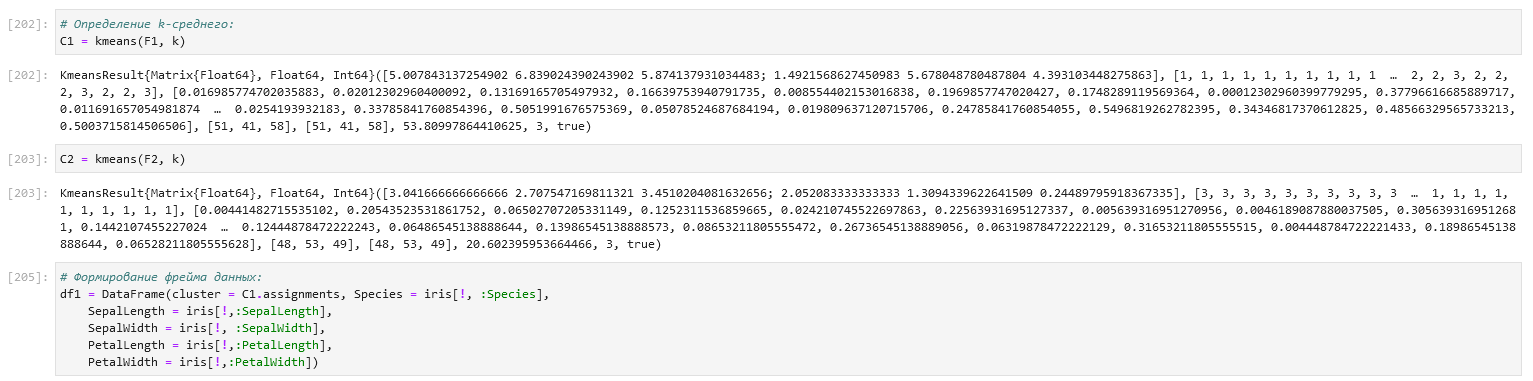 [202]: # Определение k-среднего:
C1 = kmeans(F1, k)
[202]: KmeansResult{Matrix{Float64}, Float64, Int64}([5.007843137254902 6.839024390243902 5.874137931034483; 1.4921568627450983 5.678048780487804 4.393103448275863], [1, 1, 1, 1, 1, 1, 1, 1, 1, 1 … 2, 2, 3, 2, 2, 2,
2, 3, 2, 2, 3], [0.016985774702035883, 0.02012302960400092, 0.13169165705497932, 0.16639753940791735, 0.008554402153016838, 0.1969857747020427, 0.1748289119569364, 0.00012302960399779295, 0.37796616685889717,
0.011691657054981874 … 0.0254193932183, 0.33785841760854396, 0.5051991676575369, 0.05078524687684194, 0.019809637120715706, 0.24785841760854055, 0.5496819262782395, 0.34346817370612825, 0.48566329565733213,
0.5003715814506506], [51, 41, 58], [51, 41, 58], 53.80997864410625, 3, true)
[203]: C2 = kmeans(F2, k)
[203]: KmeansResult{Matrix{Float64}, Float64, Int64}([3.041666666666666 2.707547169811321 3.4510204081632656; 2.052083333333333 1.3094339622641509 0.24489795918367335], [3, 3, 3, 3, 3, 3, 3, 3, 3, 3 … 1, 1, 1, 1,
1, 1, 1, 1, 1, 1], [0.00441482715535102, 0.20543523531861752, 0.06502707205331149, 0.1252311536859665, 0.024210745522697863, 0.22563931695127337, 0.005639316951270956, 0.0046189087880037505, 0.305639316951268
1, 0.1442107455227024 … 0.12444878472222243, 0.06486545138888644, 0.13986545138888573, 0.08653211805555472, 0.26736545138889056, 0.06319878472222129, 0.31653211805555515, 0.004448784722221433, 0.18986545138
888644, 0.06528211805555628], [48, 53, 49], [48, 53, 49], 20.602395953664466, 3, true)
[205]: # Формирование фрейма данных:
df1 = DataFrame(cluster = C1.assignments, Species = iris[!, :Species],
SepalLength = iris[!,:SepalLength],
SepalWidth = iris[!, :SepalWidth],
PetalLength = iris[!,:PetalLength],
PetalWidth = iris[!,:PetalWidth])